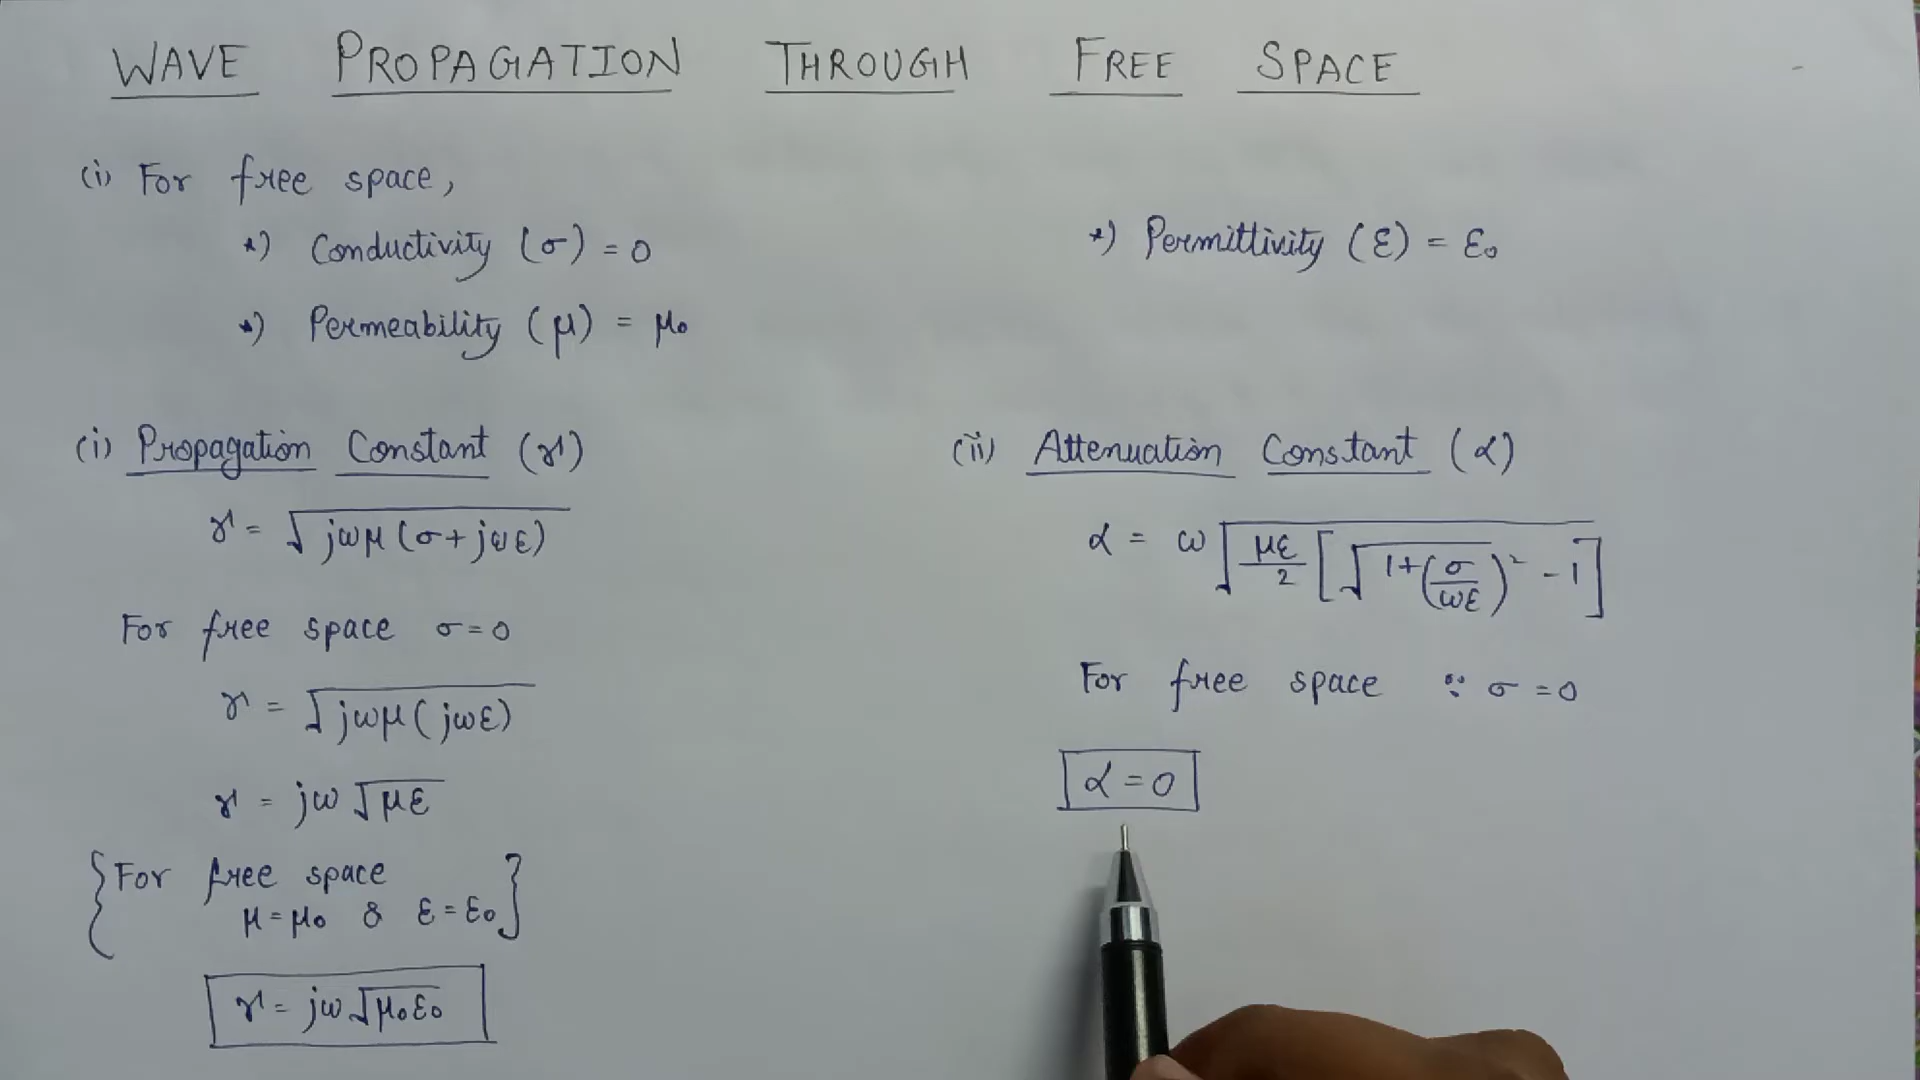 WAVE PROPAGATION THROUGH FREE SPACE
(i) For free space,
*) Conductivity (σ) = 0
*) Permittivity (ε) = ε₀
*) Permeability (μ) = μ₀
(i) Propagation Constant (γ)
γ = √jωμ(σ+jωε)
For free space σ=0
γ = √jωμ(jωε)
γ = jω√με
{For free space
μ=μ₀ & ε=ε₀}
γ = jω√μ₀ε₀
(ii) Attenuation Constant (α)
α = ω√(με/2 [√(1+(σ/ωε)²) -1])
For free space ∵ σ=0
α=0